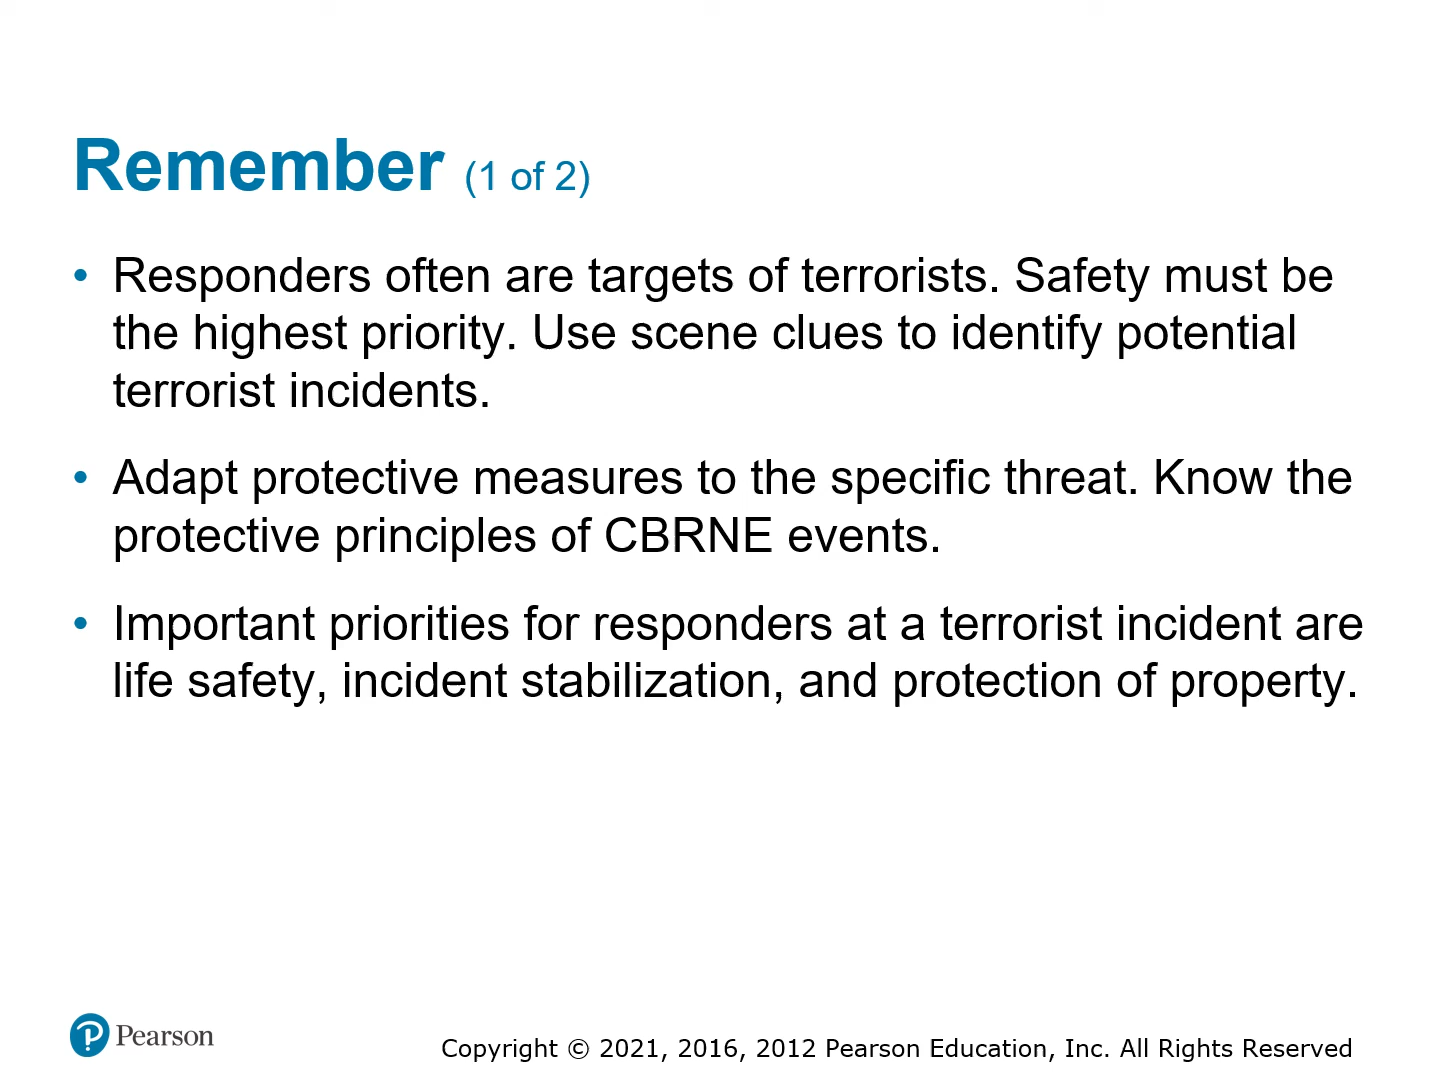 Remember (1 of 2)
• Responders often are targets of terrorists. Safety must be
the highest priority. Use scene clues to identify potential
terrorist incidents.
• Adapt protective measures to the specific threat. Know the
protective principles of CBRNE events.
• Important priorities for responders at a terrorist incident are
life safety, incident stabilization, and protection of property.
Pearson
Copyright © 2021, 2016, 2012 Pearson Education, Inc. All Rights Reserved